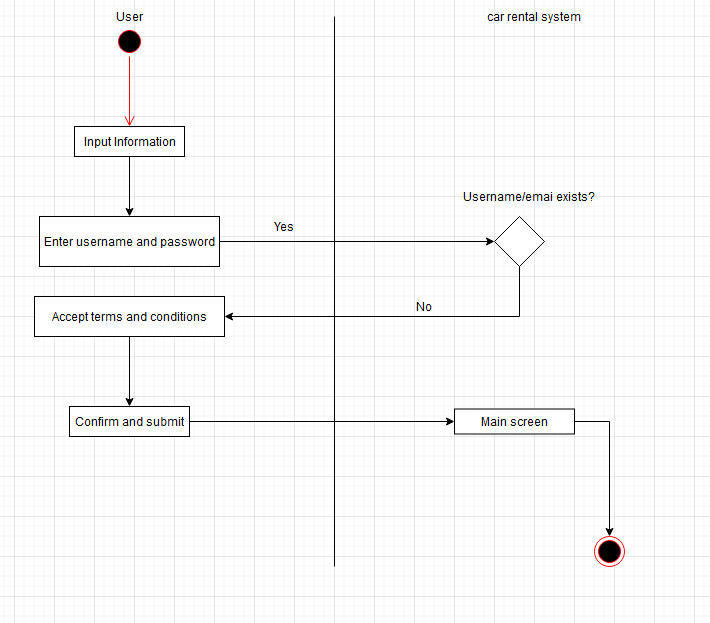 User
car rental system
Input Information
Username/emai exists?
Yes
Enter username and password
No
Accept terms and conditions
Confirm and submit
Main screen